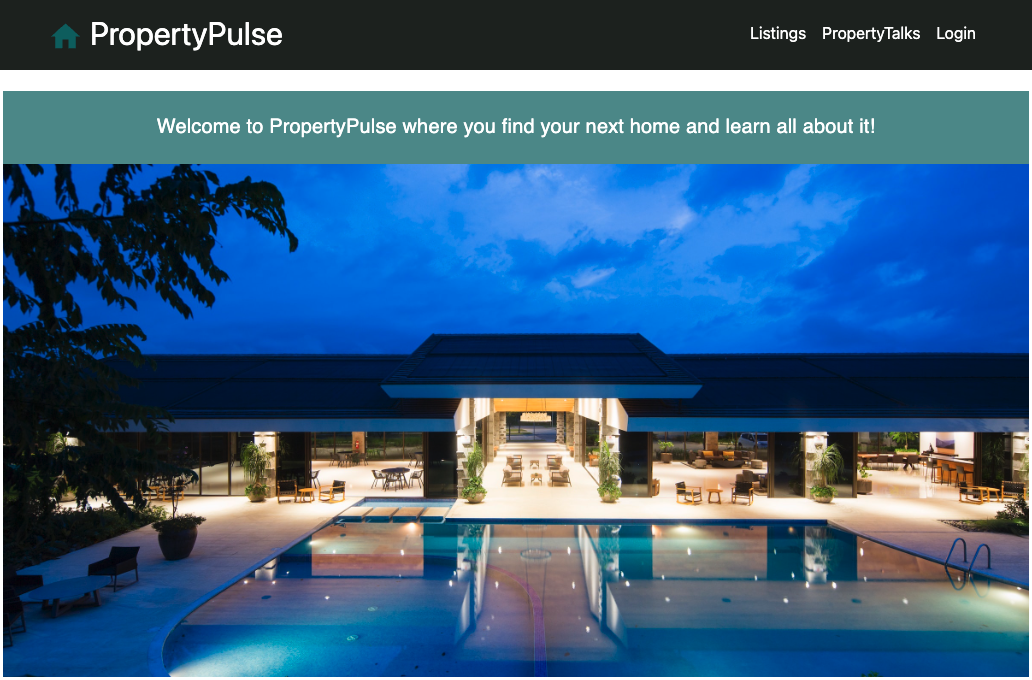 PropertyPulse
Listings PropertyTalks Login
Welcome to PropertyPulse where you find your next home and learn all about it!